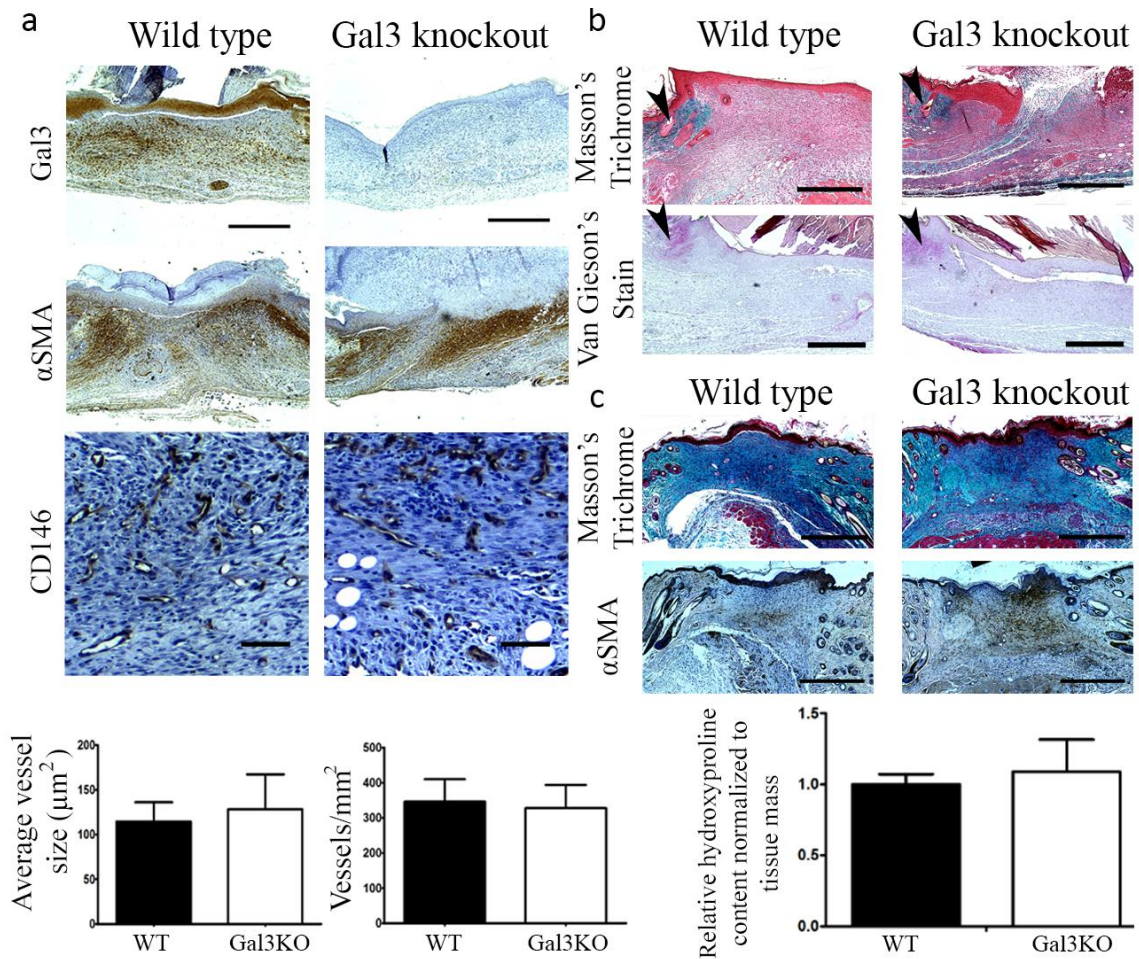 a
Wild type
Gal3 knockout
Gal3
αSMA
CD146
b
Wild type
Gal3 knockout
Masson's
Trichrome
Van Gieson's
Stain
c
Wild type
Gal3 knockout
Masson's
Trichrome
αSMA
Average vessel
size (μm²)
200
150
100
50
0
WT
Gal3KO
Vessels/mm²
500
400
300
200
100
0
WT
Gal3KO
Relative hydroxyproline
content normalized to
tissue mass
1.5
1.0
0.5
0.0
WT
Gal3KO